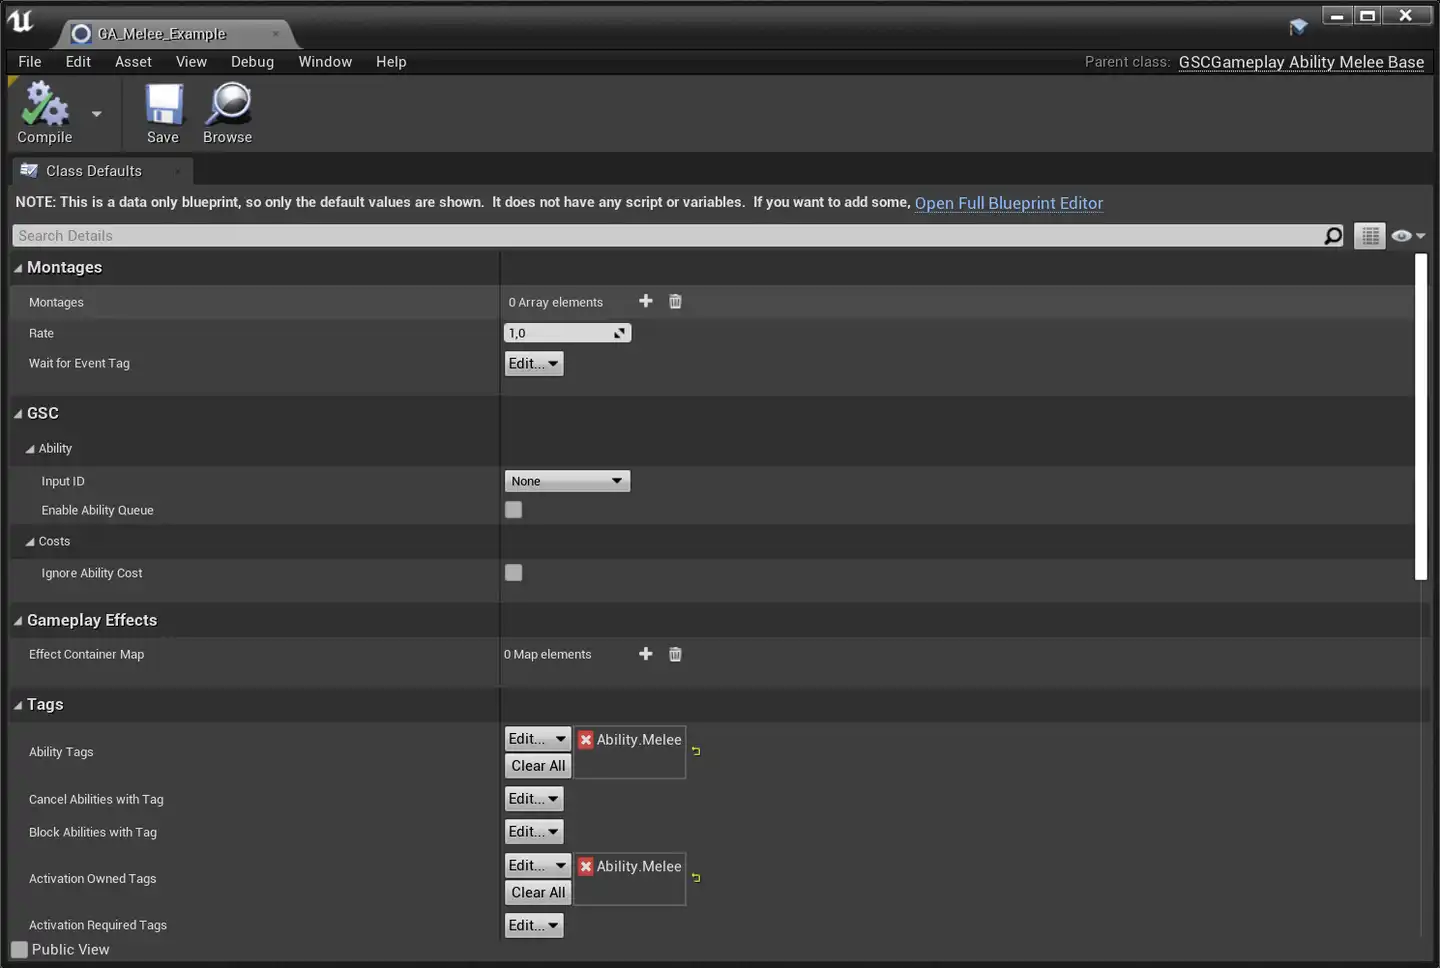 GA_Melee_Example
File Edit Asset View Debug Window Help Parent class: GSCGameplay Ability Melee Base
Compile Save Browse
Class Defaults
NOTE: This is a data only blueprint, so only the default values are shown. It does not have any script or variables. If you want to add some, Open Full Blueprint Editor
Search Details
Montages
Montages 0 Array elements
Rate 1,0
Wait for Event Tag Edit...
GSC
Ability
Input ID None
Enable Ability Queue
Costs
Ignore Ability Cost
Gameplay Effects
Effect Container Map 0 Map elements
Tags
Ability Tags Edit... Ability.Melee
Clear All
Cancel Abilities with Tag Edit...
Block Abilities with Tag Edit...
Activation Owned Tags Edit... Ability.Melee
Clear All
Activation Required Tags Edit...
Public View